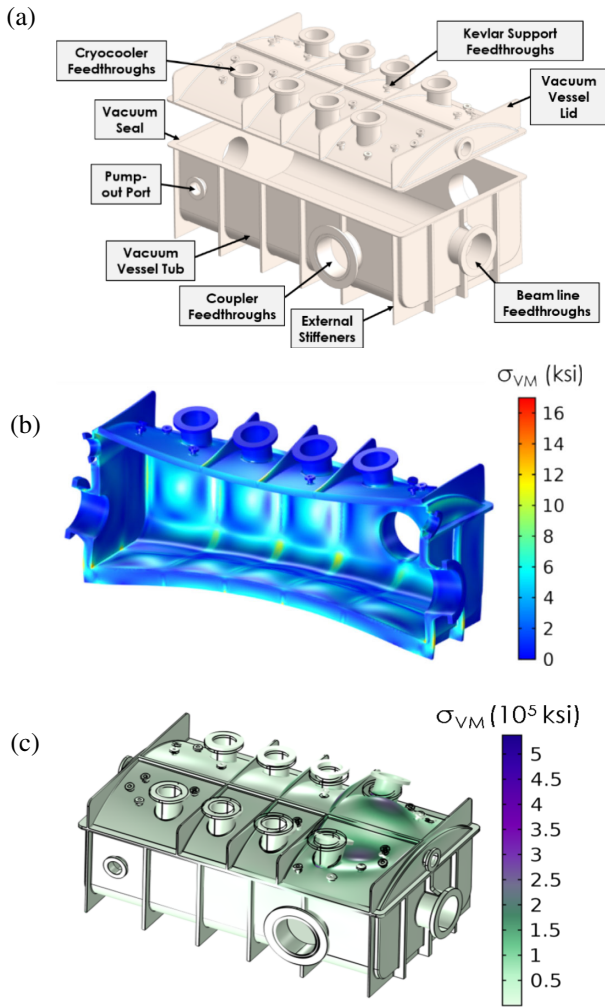 (a)
Cryocooler
Feedthroughs
Kevlar Support
Feedthroughs
Vacuum
Vessel
Lid
Vacuum
Seal
Pump-
out Port
Vacuum
Vessel Tub
Coupler
Feedthroughs
External
Stiffeners
Beam line
Feedthroughs
(b)
σVM (ksi)
16
14
12
10
8
6
4
2
0
(c)
σVM (10⁵ ksi)
5
4.5
4
3.5
3
2.5
2
1.5
1
0.5